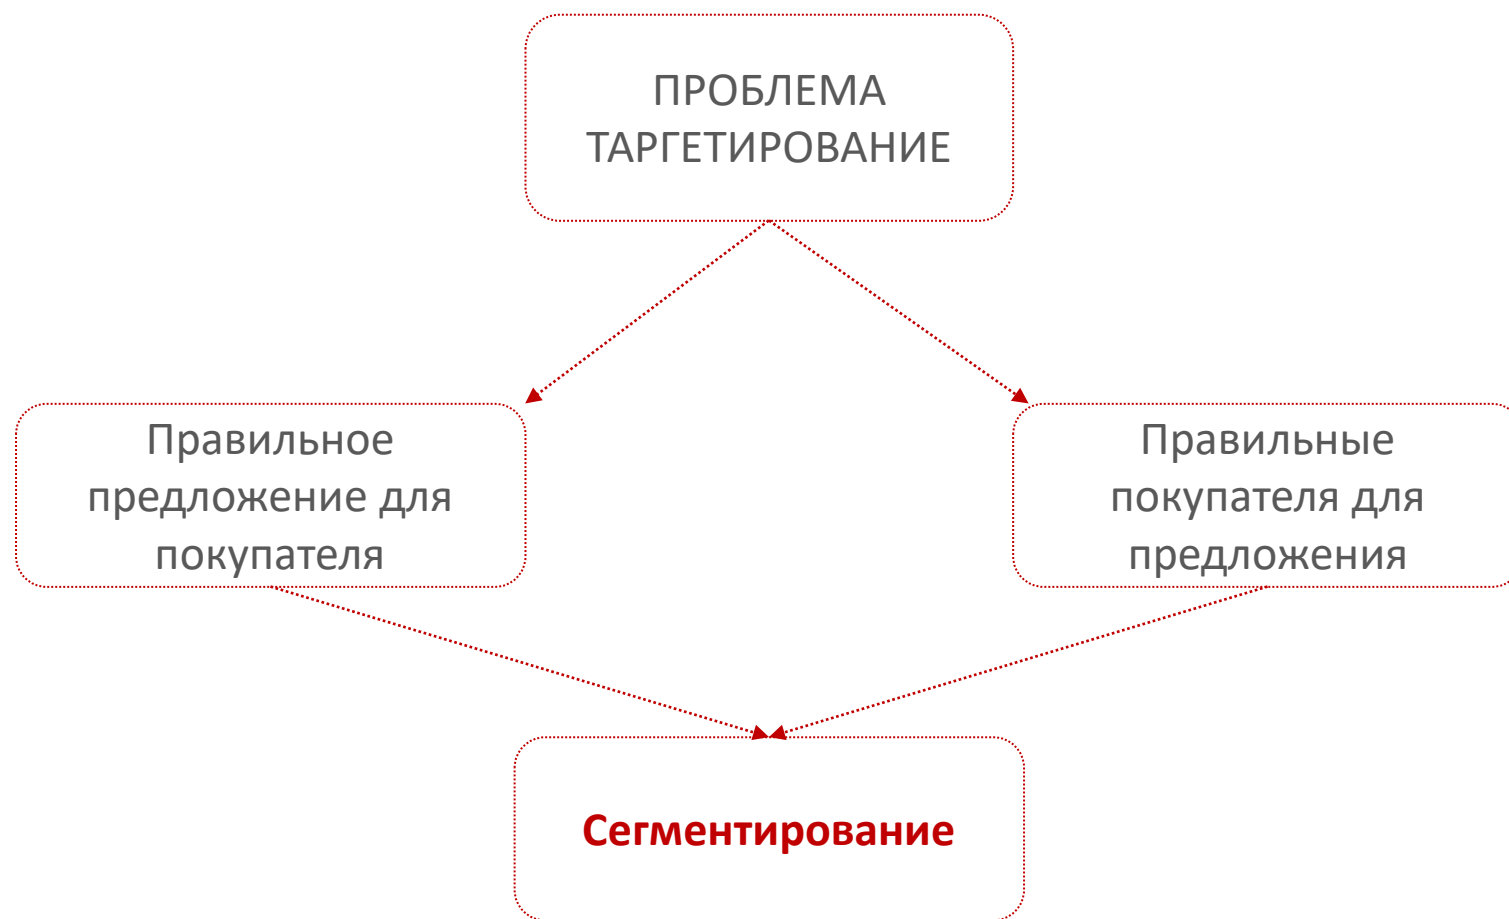 ПРОБЛЕМА
ТАРГЕТИРОВАНИЕ
Правильное
предложение для
покупателя
Правильные
покупателя для
предложения
Сегментирование